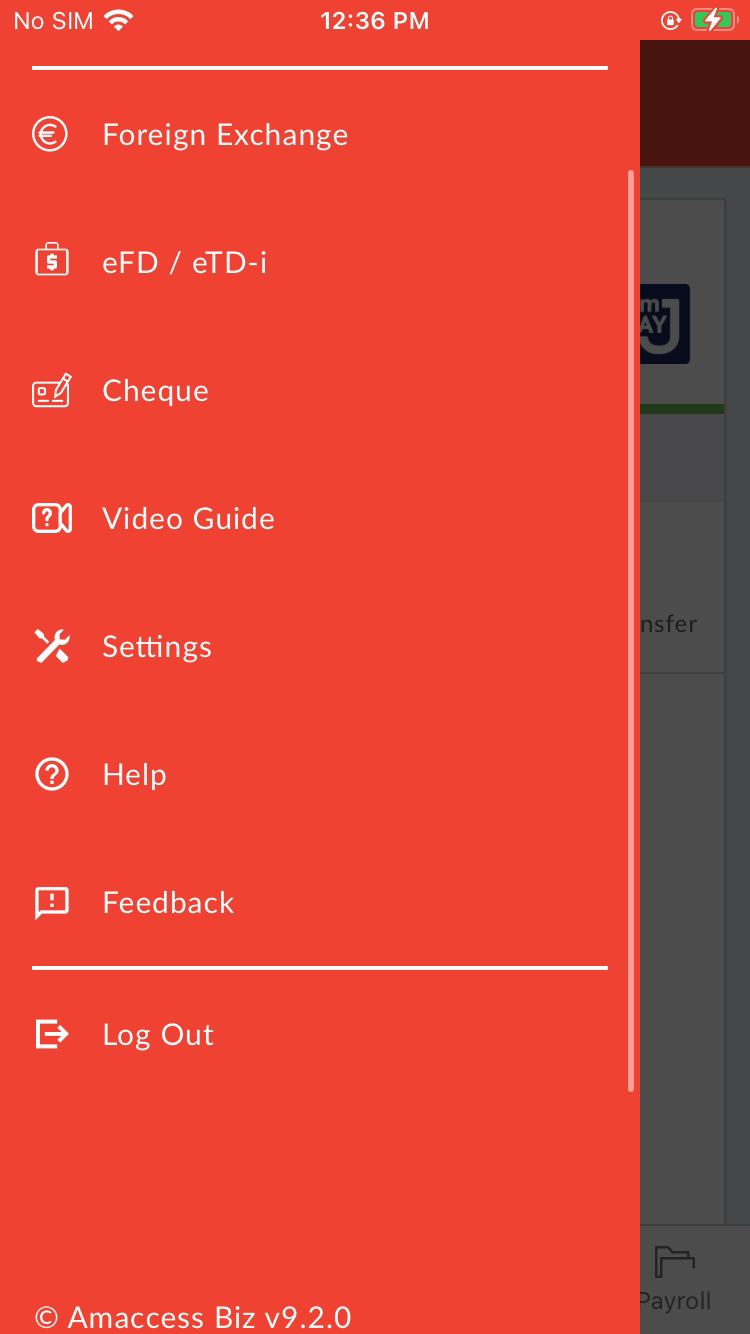 No SIM 12:36 PM
Foreign Exchange
eFD / eTD-i
Cheque
Video Guide
nsfer
Settings
Help
Feedback
Log Out
Payroll
© Amaccess Biz v9.2.0